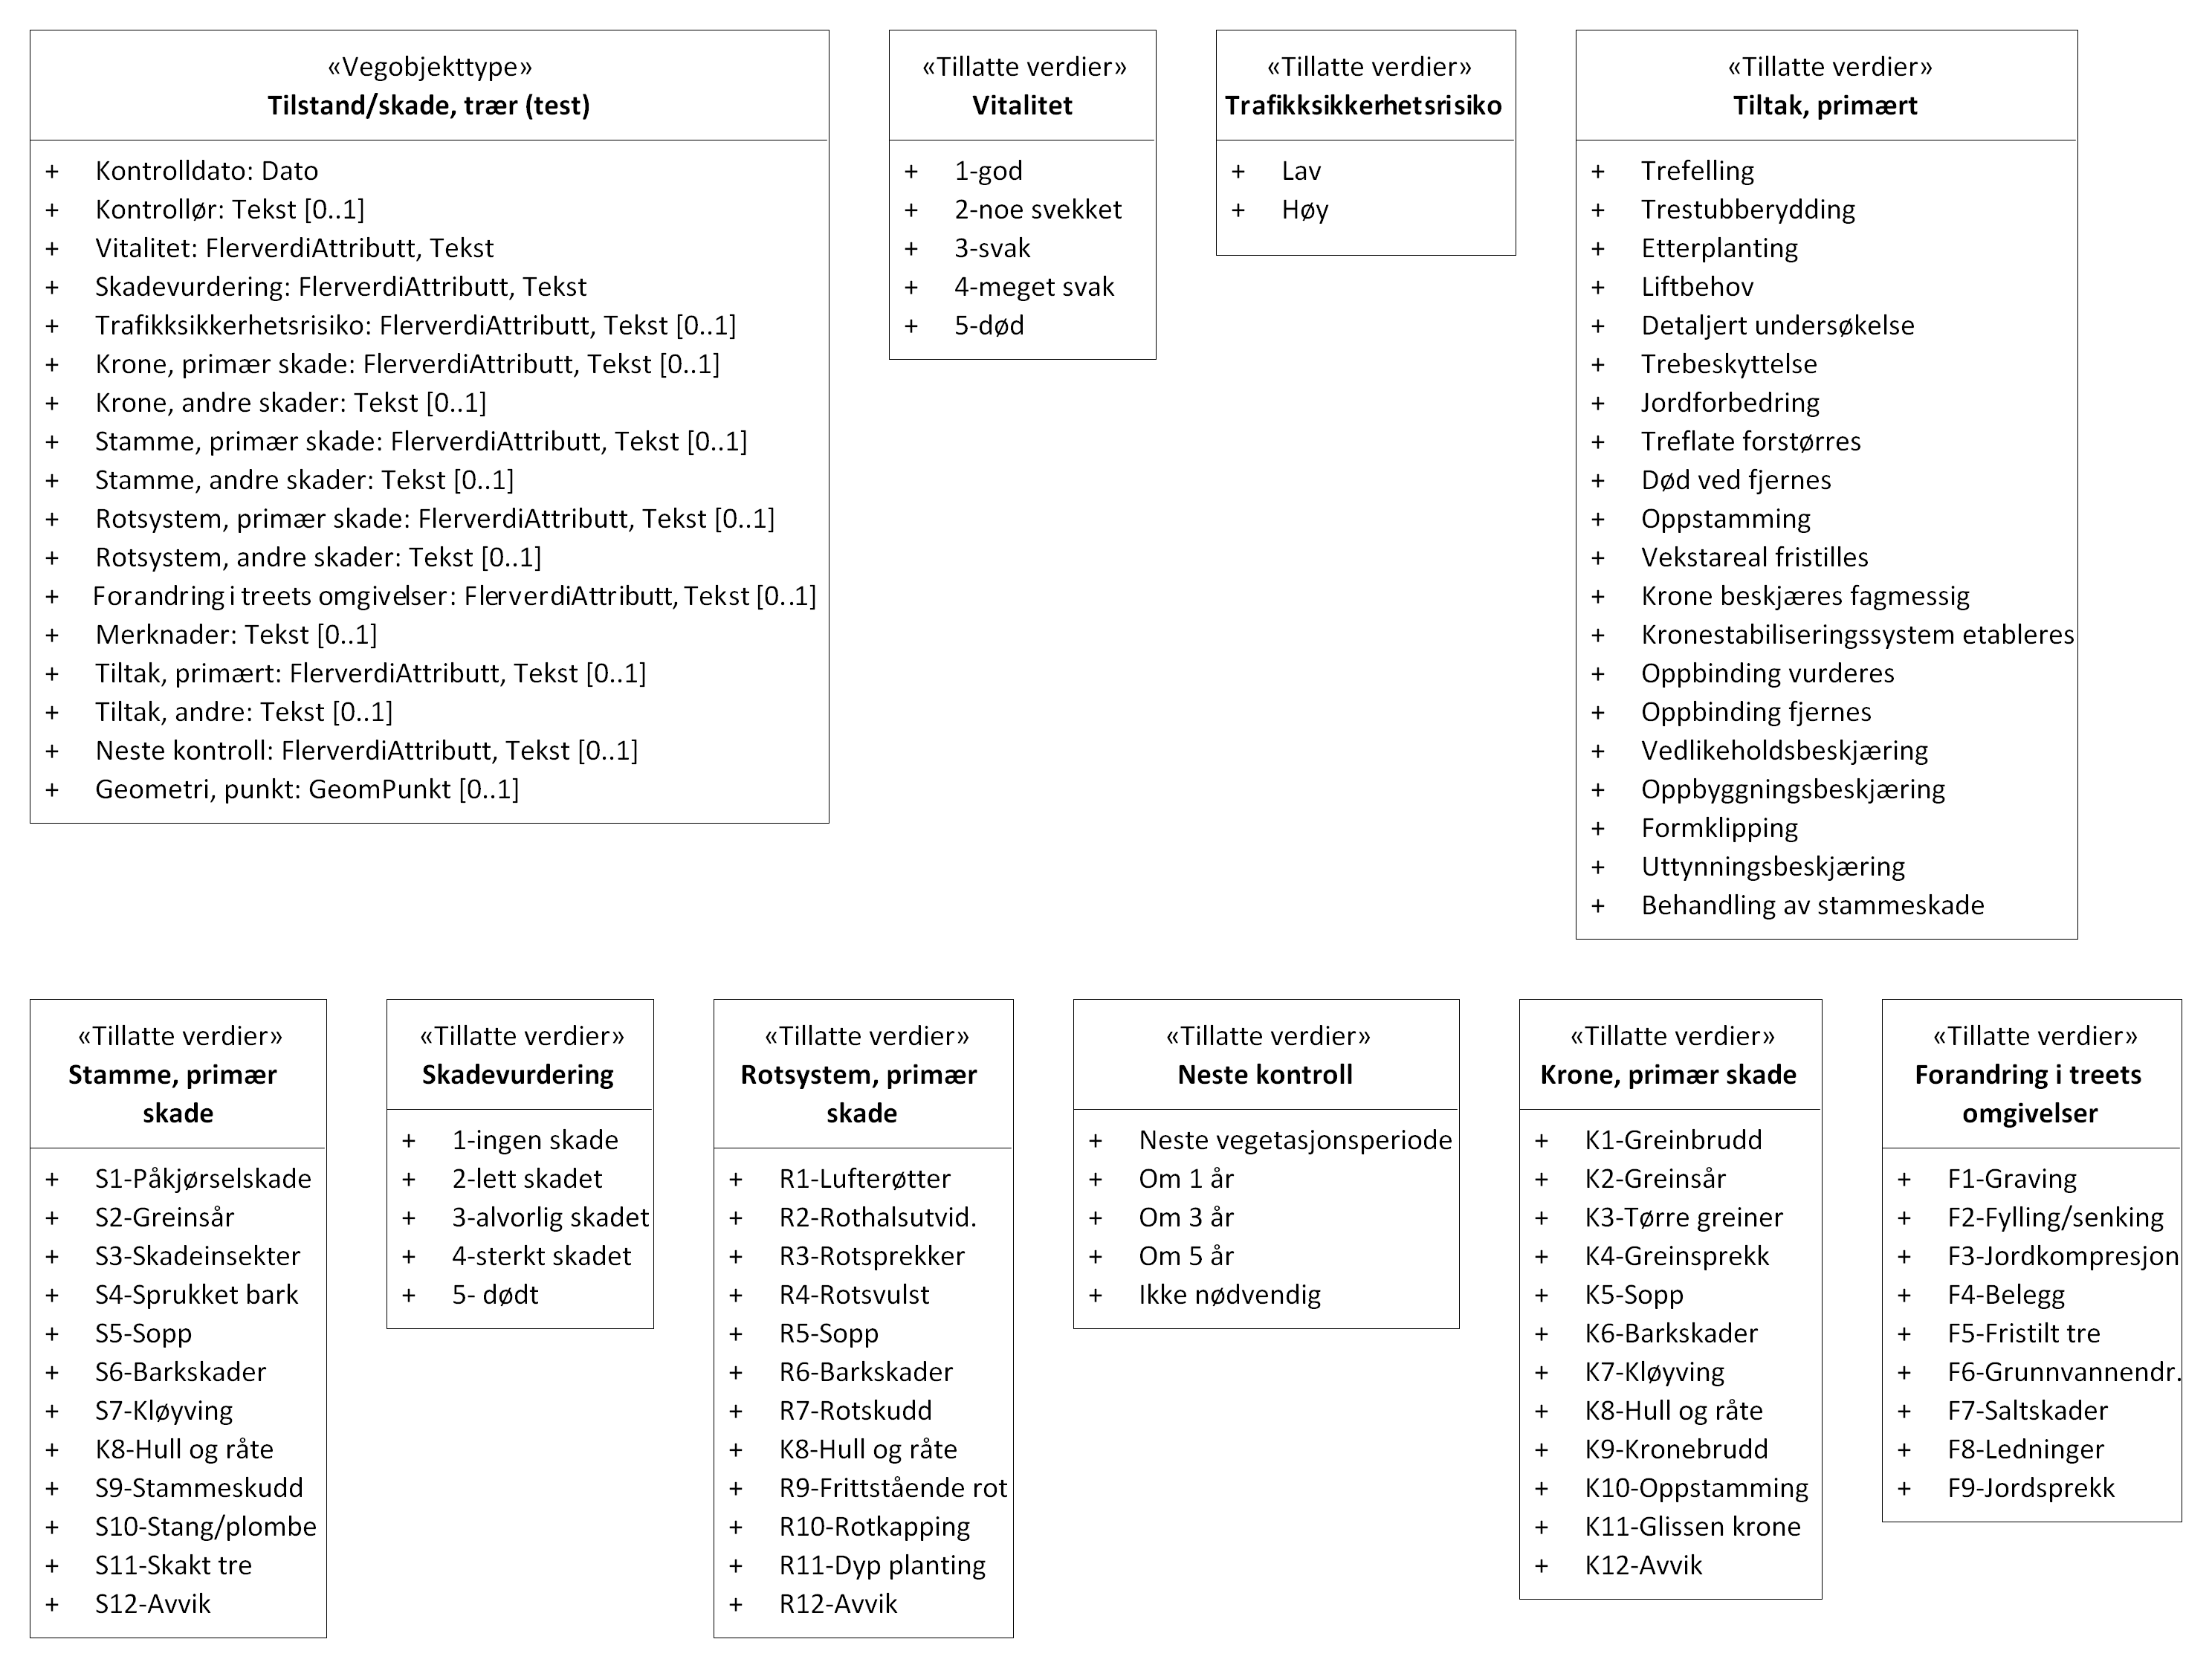 «Vegobjekttype»
Tilstand/skade, trær (test)
+ Kontrolldato: Dato
+ Kontrollør: Tekst [0..1]
+ Vitalitet: FlerverdiAttributt, Tekst
+ Skadevurdering: FlerverdiAttributt, Tekst
+ Trafikksikkerhetsrisiko: FlerverdiAttributt, Tekst [0..1]
+ Krone, primær skade: FlerverdiAttributt, Tekst [0..1]
+ Krone, andre skader: Tekst [0..1]
+ Stamme, primær skade: FlerverdiAttributt, Tekst [0..1]
+ Stamme, andre skader: Tekst [0..1]
+ Rotsystem, primær skade: FlerverdiAttributt, Tekst [0..1]
+ Rotsystem, andre skader: Tekst [0..1]
+ Forandring i treets omgivelser: FlerverdiAttributt, Tekst [0..1]
+ Merknader: Tekst [0..1]
+ Tiltak, primært: FlerverdiAttributt, Tekst [0..1]
+ Tiltak, andre: Tekst [0..1]
+ Neste kontroll: FlerverdiAttributt, Tekst [0..1]
+ Geometri, punkt: GeomPunkt [0..1]
«Tillatte verdier»
Vitalitet
+ 1-god
+ 2-noe svekket
+ 3-svak
+ 4-meget svak
+ 5-død
«Tillatte verdier»
Trafikksikkerhetsrisiko
+ Lav
+ Høy
«Tillatte verdier»
Tiltak, primært
+ Trefelling
+ Trestubberydding
+ Etterplanting
+ Liftbehov
+ Detaljert undersøkelse
+ Trebeskyttelse
+ Jordforbedring
+ Treflate forstørres
+ Død ved fjernes
+ Oppstamming
+ Vekstareal fristilles
+ Krone beskjæres fagmessig
+ Kronestabiliseringssystem etableres
+ Oppbinding vurderes
+ Oppbinding fjernes
+ Vedlikeholdsbeskjæring
+ Oppbyggningsbeskjæring
+ Formklipping
+ Uttynningsbeskjæring
+ Behandling av stammeskade
«Tillatte verdier»
Stamme, primær
skade
+ S1-Påkjørselskade
+ S2-Greinsår
+ S3-Skadeinsekter
+ S4-Sprukket bark
+ S5-Sopp
+ S6-Barkskader
+ S7-Kløyving
+ K8-Hull og råte
+ S9-Stammeskudd
+ S10-Stang/plombe
+ S11-Skakt tre
+ S12-Avvik
«Tillatte verdier»
Skadevurdering
+ 1-ingen skade
+ 2-lett skadet
+ 3-alvorlig skadet
+ 4-sterkt skadet
+ 5- dødt
«Tillatte verdier»
Rotsystem, primær
skade
+ R1-Lufterøtter
+ R2-Rothalsutvid.
+ R3-Rotsprekker
+ R4-Rotsvulst
+ R5-Sopp
+ R6-Barkskader
+ R7-Rotskudd
+ K8-Hull og råte
+ R9-Frittstående rot
+ R10-Rotkapping
+ R11-Dyp planting
+ R12-Avvik
«Tillatte verdier»
Neste kontroll
+ Neste vegetasjonsperiode
+ Om 1 år
+ Om 3 år
+ Om 5 år
+ Ikke nødvendig
«Tillatte verdier»
Krone, primær skade
+ K1-Greinbrudd
+ K2-Greinsår
+ K3-Tørre greiner
+ K4-Greinsprekk
+ K5-Sopp
+ K6-Barkskader
+ K7-Kløyving
+ K8-Hull og råte
+ K9-Kronebrudd
+ K10-Oppstamming
+ K11-Glissen krone
+ K12-Avvik
«Tillatte verdier»
Forandring i treets
omgivelser
+ F1-Graving
+ F2-Fylling/senking
+ F3-Jordkompresjon
+ F4-Belegg
+ F5-Fristilt tre
+ F6-Grunnvannendr.
+ F7-Saltskader
+ F8-Ledninger
+ F9-Jordsprekk